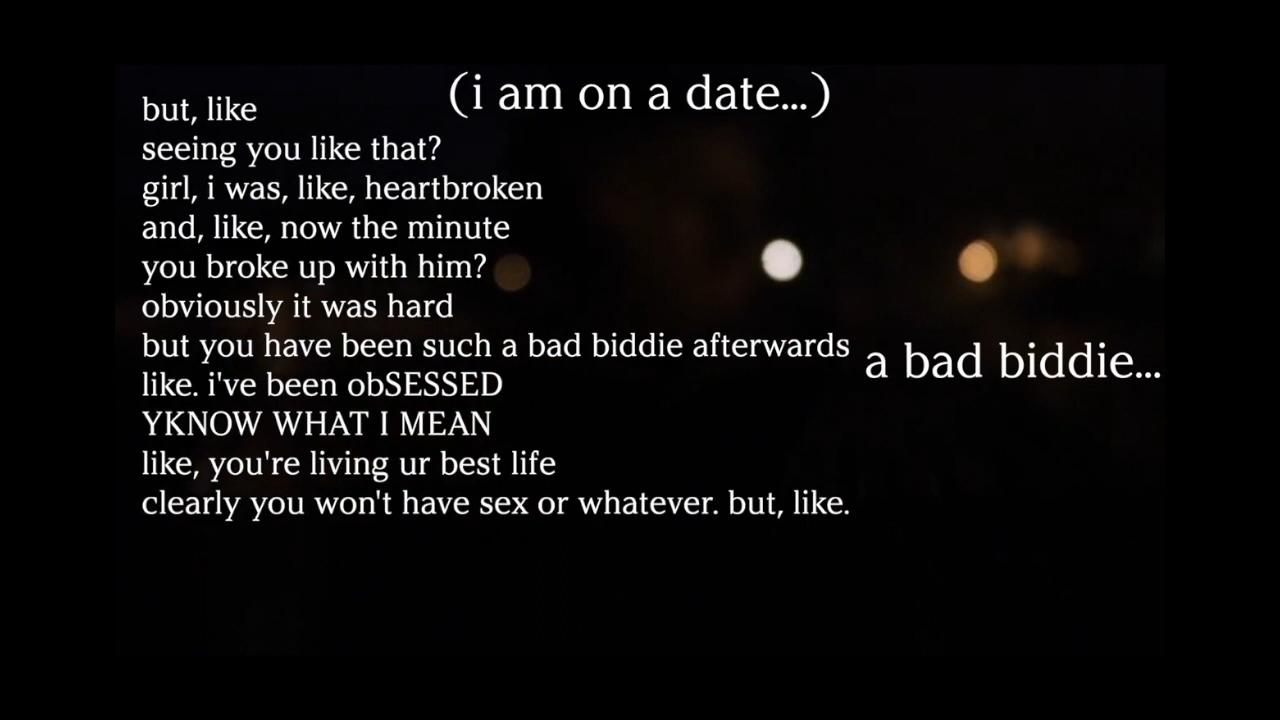 (i am on a date...)
but, like
seeing you like that?
girl, i was, like, heartbroken
and, like, now the minute
you broke up with him?
obviously it was hard
but you have been such a bad biddie afterwards
a bad biddie...
like. i've been obSESSED
YKNOW WHAT I MEAN
like, you're living ur best life
clearly you won't have sex or whatever. but, like.